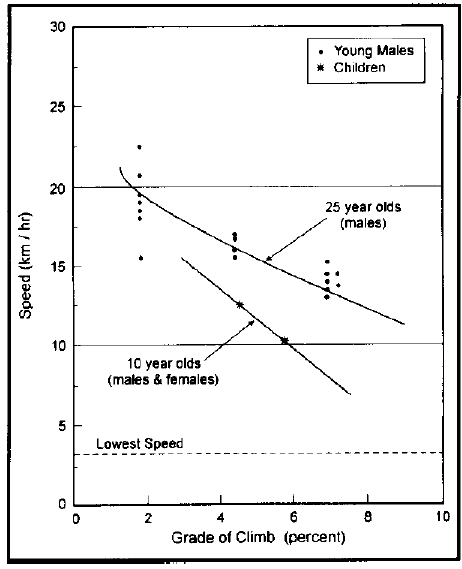 30
25
20
15
10
5
0
Speed (km / hr)
Young Males
Children
25 year olds
(males)
10 year olds
(males & females)
Lowest Speed
0 2 4 6 8 10
Grade of Climb (percent)